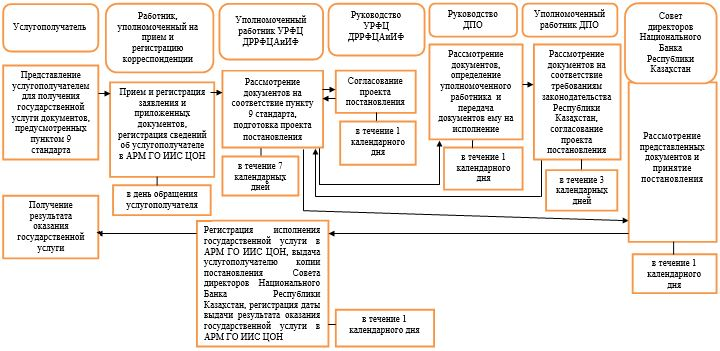 Услугополучатель
Работник,
уполномоченный на
прием и
регистрацию
корреспонденции
Уполномоченный
работник УРФЦ
ДРРФЦАиИФ
Руководство
УРФЦ
ДРРФЦАиИФ
Руководство
ДПО
Уполномоченный
работник ДПО
Совет
директоров
Национального
Банка
Республики
Казахстан
Представление
услугополучателем
для получения
государственной
услуги документов,
предусмотренных
пунктом 9
стандарта
Прием и регистрация
заявления и
приложенных
документов,
регистрация сведений
об услугополучателе
в АРМ ГО ИИС ЦОН
в день обращения
услугополучателя
Рассмотрение
документов на
соответствие пункту
9 стандарта,
подготовка проекта
постановления
в течение 7
календарных
дней
Согласование
проекта
постановления
в течение 1
календарного
дня
Рассмотрение
документов,
определение
уполномоченного
работника и
передача
документов ему на
исполнение
в течение 1
календарного
дня
Рассмотрение
документов на
соответствие
требованиям
законодательства
Республики
Казахстан,
согласование
проекта
постановления
в течение 3
календарных
дней
Рассмотрение
представленных
документов и
принятие
постановления
в течение 1
календарного
дня
Получение
результата
оказания
государственной
услуги
Регистрация исполнения
государственной услуги в
АРМ ГО ИИС ЦОН, выдача
услугополучателю копии
постановления Совета
директоров Национального
Банка Республики
Казахстан, регистрация даты
выдачи результата оказания
государственной услуги в
АРМ ГО ИИС ЦОН
в течение 1
календарного дня